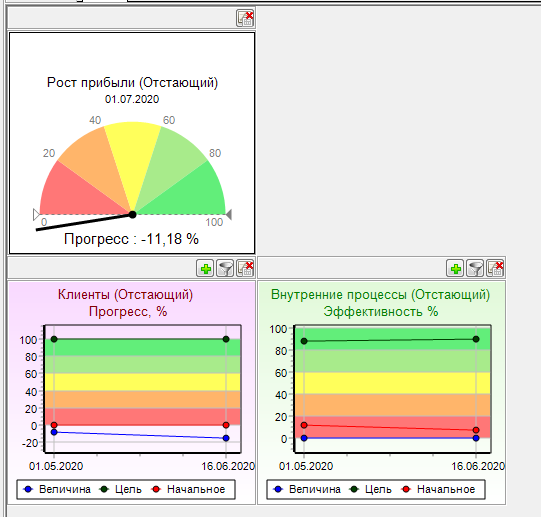 Рост прибыли (Отстающий)
01.07.2020
40
60
20
80
0
100
Прогресс : -11,18 %
Клиенты (Отстающий)
Прогресс, %
100
80
60
40
20
0
-20
01.05.2020
16.06.2020
Величина
Цель
Начальное
Внутренние процессы (Отстающий)
Эффективность %
100
80
60
40
20
0
01.05.2020
16.06.2020
Величина
Цель
Начальное